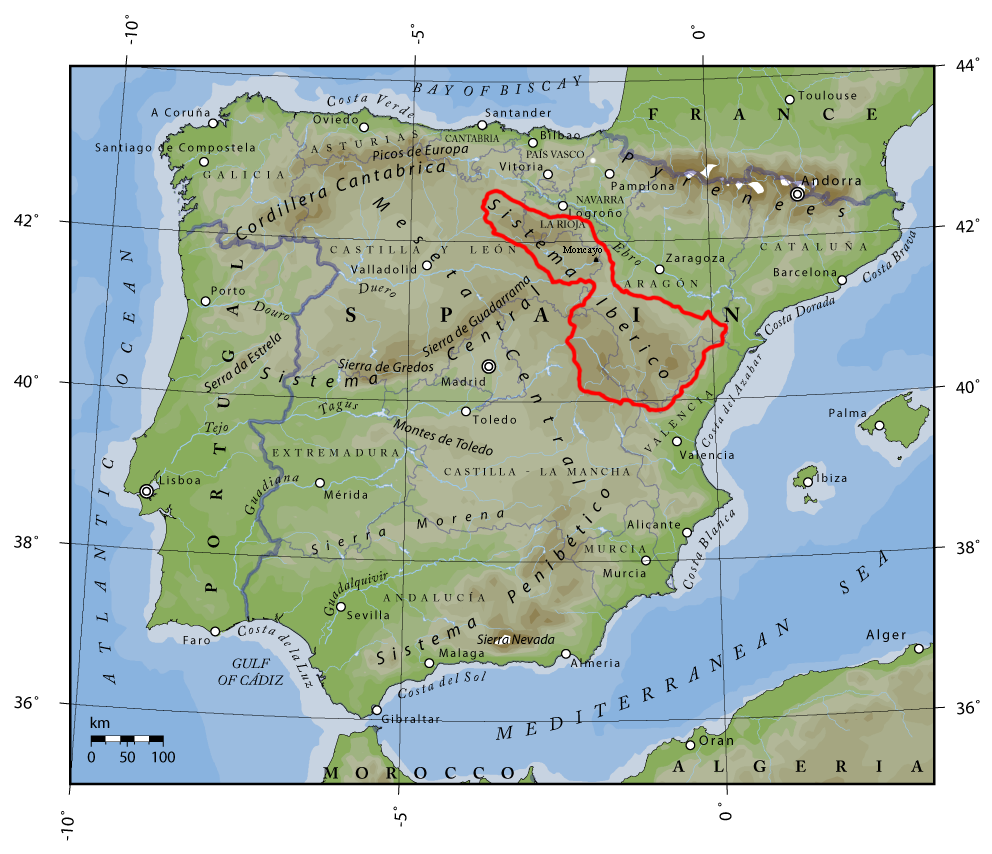 -10°
-5°
0°
44°
BAY OF BISCAY
FRANCE
Toulouse
Costa Verde
A Coruña
Oviedo
Santander
ASTURIAS
CANTABRIA
Bilbao
Santiago de Compostela
Picos de Europa
PAÍS VASCO
Pyrenees
GALICIA
Cordillera Cantabrica
Vitoria
Pamplona
Andorra
NAVARRA
ogroño
LA RIOJA
42°
42°
Meseta Central
Sistema Iberico
Moncayo
Ebro
CASTILLA Y LEÓN
Valladolid
Zaragoza
CATALUÑA
Costa Brava
Barcelona
ARAGÓN
Duero
Porto
Douro
SPAIN
Costa Dorada
PORTUGAL
Sierra de Guadarrama
Serra da Estrela
Sierra de Gredos
Sistema Central
Madrid
40°
40°
Tagus
Toledo
Tejo
Montes de Toledo
VALENCIA
Costa del Azahar
Valencia
Palma
EXTREMADURA
CASTILLA - LA MANCHA
Lisboa
Guadiana
Mérida
Ibiza
ATLANTIC OCEAN
Sierra Morena
Alicante
Costa Blanca
38°
38°
MURCIA
Murcia
Sistema Penibético
Guadalquivir
ANDALUCÍA
Sevilla
Faro
Costa de la Luz
Sierra Nevada
Malaga
Almeria
Alger
GULF
OF CÁDIZ
Costa del Sol
MEDITERRANEAN SEA
36°
36°
Gibraltar
km
0 50 100
Oran
MOROCCO
ALGERIA
-10°
-5°
0°